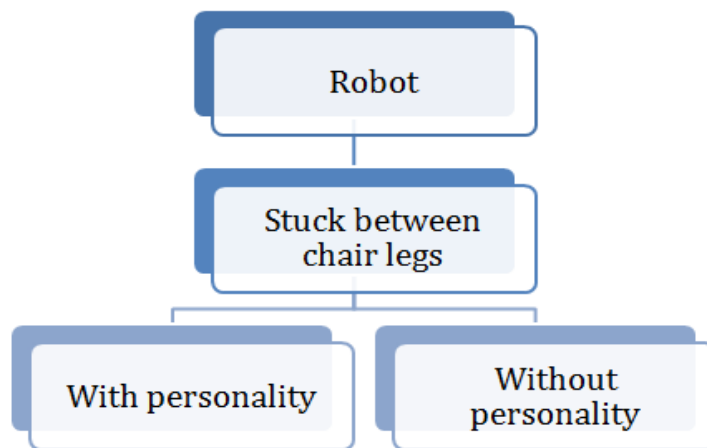 Robot
Stuck between
chair legs
With personality
Without
personality